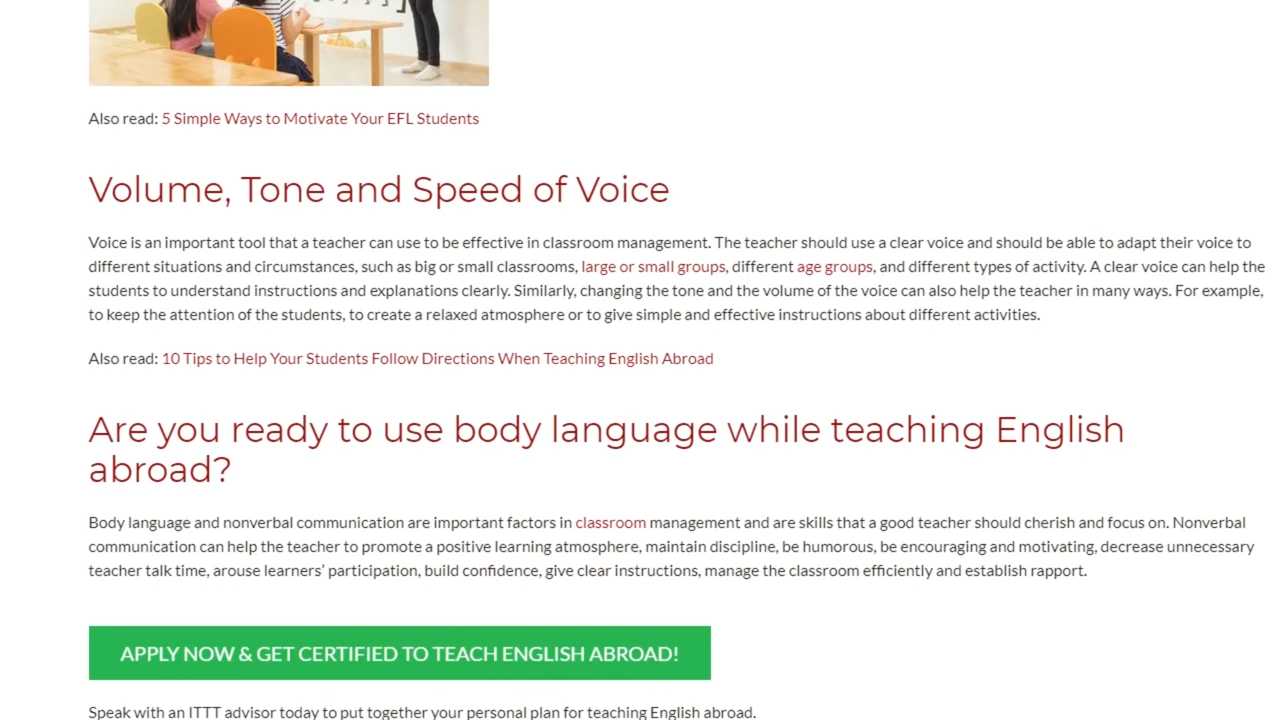 Also read: 5 Simple Ways to Motivate Your EFL Students
Volume, Tone and Speed of Voice
Voice is an important tool that a teacher can use to be effective in classroom management. The teacher should use a clear voice and should be able to adapt their voice to
different situations and circumstances, such as big or small classrooms, large or small groups, different age groups, and different types of activity. A clear voice can help the
students to understand instructions and explanations clearly. Similarly, changing the tone and the volume of the voice can also help the teacher in many ways. For example,
to keep the attention of the students, to create a relaxed atmosphere or to give simple and effective instructions about different activities.
Also read: 10 Tips to Help Your Students Follow Directions When Teaching English Abroad
Are you ready to use body language while teaching English
abroad?
Body language and nonverbal communication are important factors in classroom management and are skills that a good teacher should cherish and focus on. Nonverbal
communication can help the teacher to promote a positive learning atmosphere, maintain discipline, be humorous, be encouraging and motivating, decrease unnecessary
teacher talk time, arouse learners’ participation, build confidence, give clear instructions, manage the classroom efficiently and establish rapport.
APPLY NOW & GET CERTIFIED TO TEACH ENGLISH ABROAD!
Speak with an ITTT advisor today to put together your personal plan for teaching English abroad.